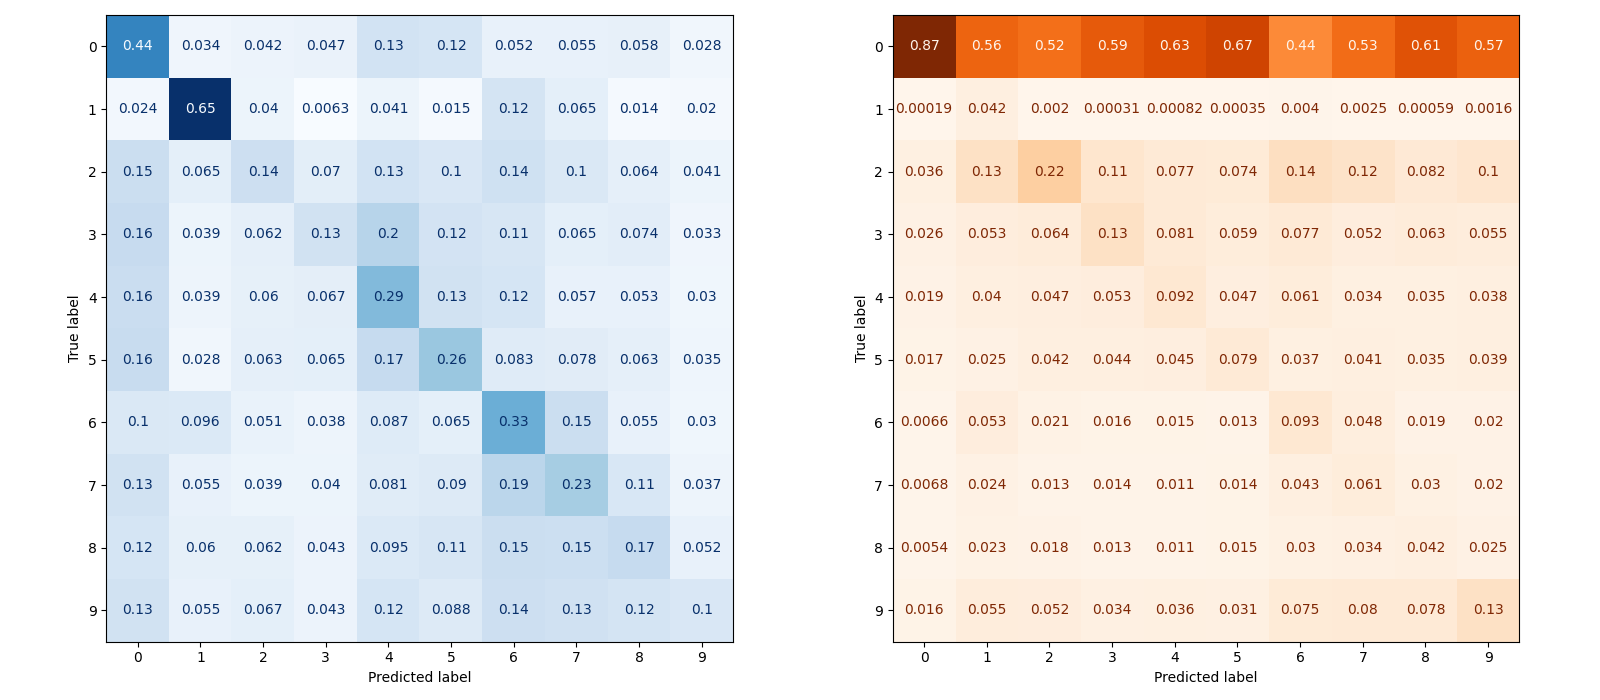 0 0.44 0.034 0.042 0.047 0.13 0.12 0.052 0.055 0.058 0.028
1 0.024 0.65 0.04 0.0063 0.041 0.015 0.12 0.065 0.014 0.02
2 0.15 0.065 0.14 0.07 0.13 0.1 0.14 0.1 0.064 0.041
3 0.16 0.039 0.062 0.13 0.2 0.12 0.11 0.065 0.074 0.033
4 0.16 0.039 0.06 0.067 0.29 0.13 0.12 0.057 0.053 0.03
5 0.16 0.028 0.063 0.065 0.17 0.26 0.083 0.078 0.063 0.035
6 0.1 0.096 0.051 0.038 0.087 0.065 0.33 0.15 0.055 0.03
7 0.13 0.055 0.039 0.04 0.081 0.09 0.19 0.23 0.11 0.037
8 0.12 0.06 0.062 0.043 0.095 0.11 0.15 0.15 0.17 0.052
9 0.13 0.055 0.067 0.043 0.12 0.088 0.14 0.13 0.12 0.1
0 1 2 3 4 5 6 7 8 9
Predicted label
True label
0 0.87 0.56 0.52 0.59 0.63 0.67 0.44 0.53 0.61 0.57
1 0.00019 0.042 0.002 0.00031 0.00082 0.00035 0.004 0.0025 0.00059 0.0016
2 0.036 0.13 0.22 0.11 0.077 0.074 0.14 0.12 0.082 0.1
3 0.026 0.053 0.064 0.13 0.081 0.059 0.077 0.052 0.063 0.055
4 0.019 0.04 0.047 0.053 0.092 0.047 0.061 0.034 0.035 0.038
5 0.017 0.025 0.042 0.044 0.045 0.079 0.037 0.041 0.035 0.039
6 0.0066 0.053 0.021 0.016 0.015 0.013 0.093 0.048 0.019 0.02
7 0.0068 0.024 0.013 0.014 0.011 0.014 0.043 0.061 0.03 0.02
8 0.0054 0.023 0.018 0.013 0.011 0.015 0.03 0.034 0.042 0.025
9 0.016 0.055 0.052 0.034 0.036 0.031 0.075 0.08 0.078 0.13
0 1 2 3 4 5 6 7 8 9
Predicted label
True label